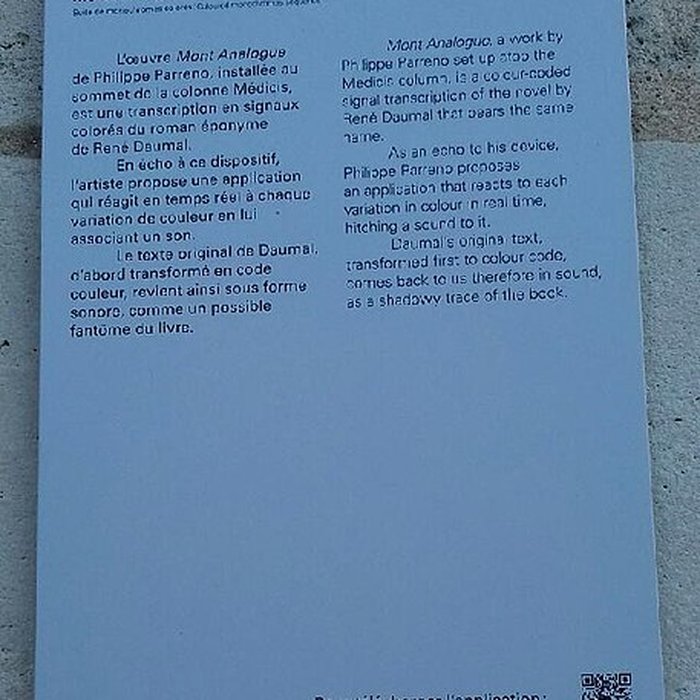 L'œuvre Mont Analogue
de Philippe Parreno, installée au
sommet de la colonne Médicis,
est une transcription en signaux
colorés du roman éponyme
de René Daumal.
En écho à ce dispositif,
l'artiste propose une application
qui réagit en temps réel à chaque
variation de couleur en lui
associant un son.
Le texte original de Daumal,
d'abord transformé en code
couleur, revient ainsi sous forme
sonore, comme un possible
fantôme du livre.
Mont Analogue, a work by
Philippe Parreno set up atop the
Medicis column, is a colour-coded
signal transcription of the novel by
René Daumal that bears the same
name.
As an echo to his device,
Philippe Parreno proposes
an application that reacts to each
variation in colour in real time,
hitching a sound to it.
Daumal's original text,
transformed first to colour code,
comes back to us therefore in sound,
as a shadowy trace of the book.
l'application :